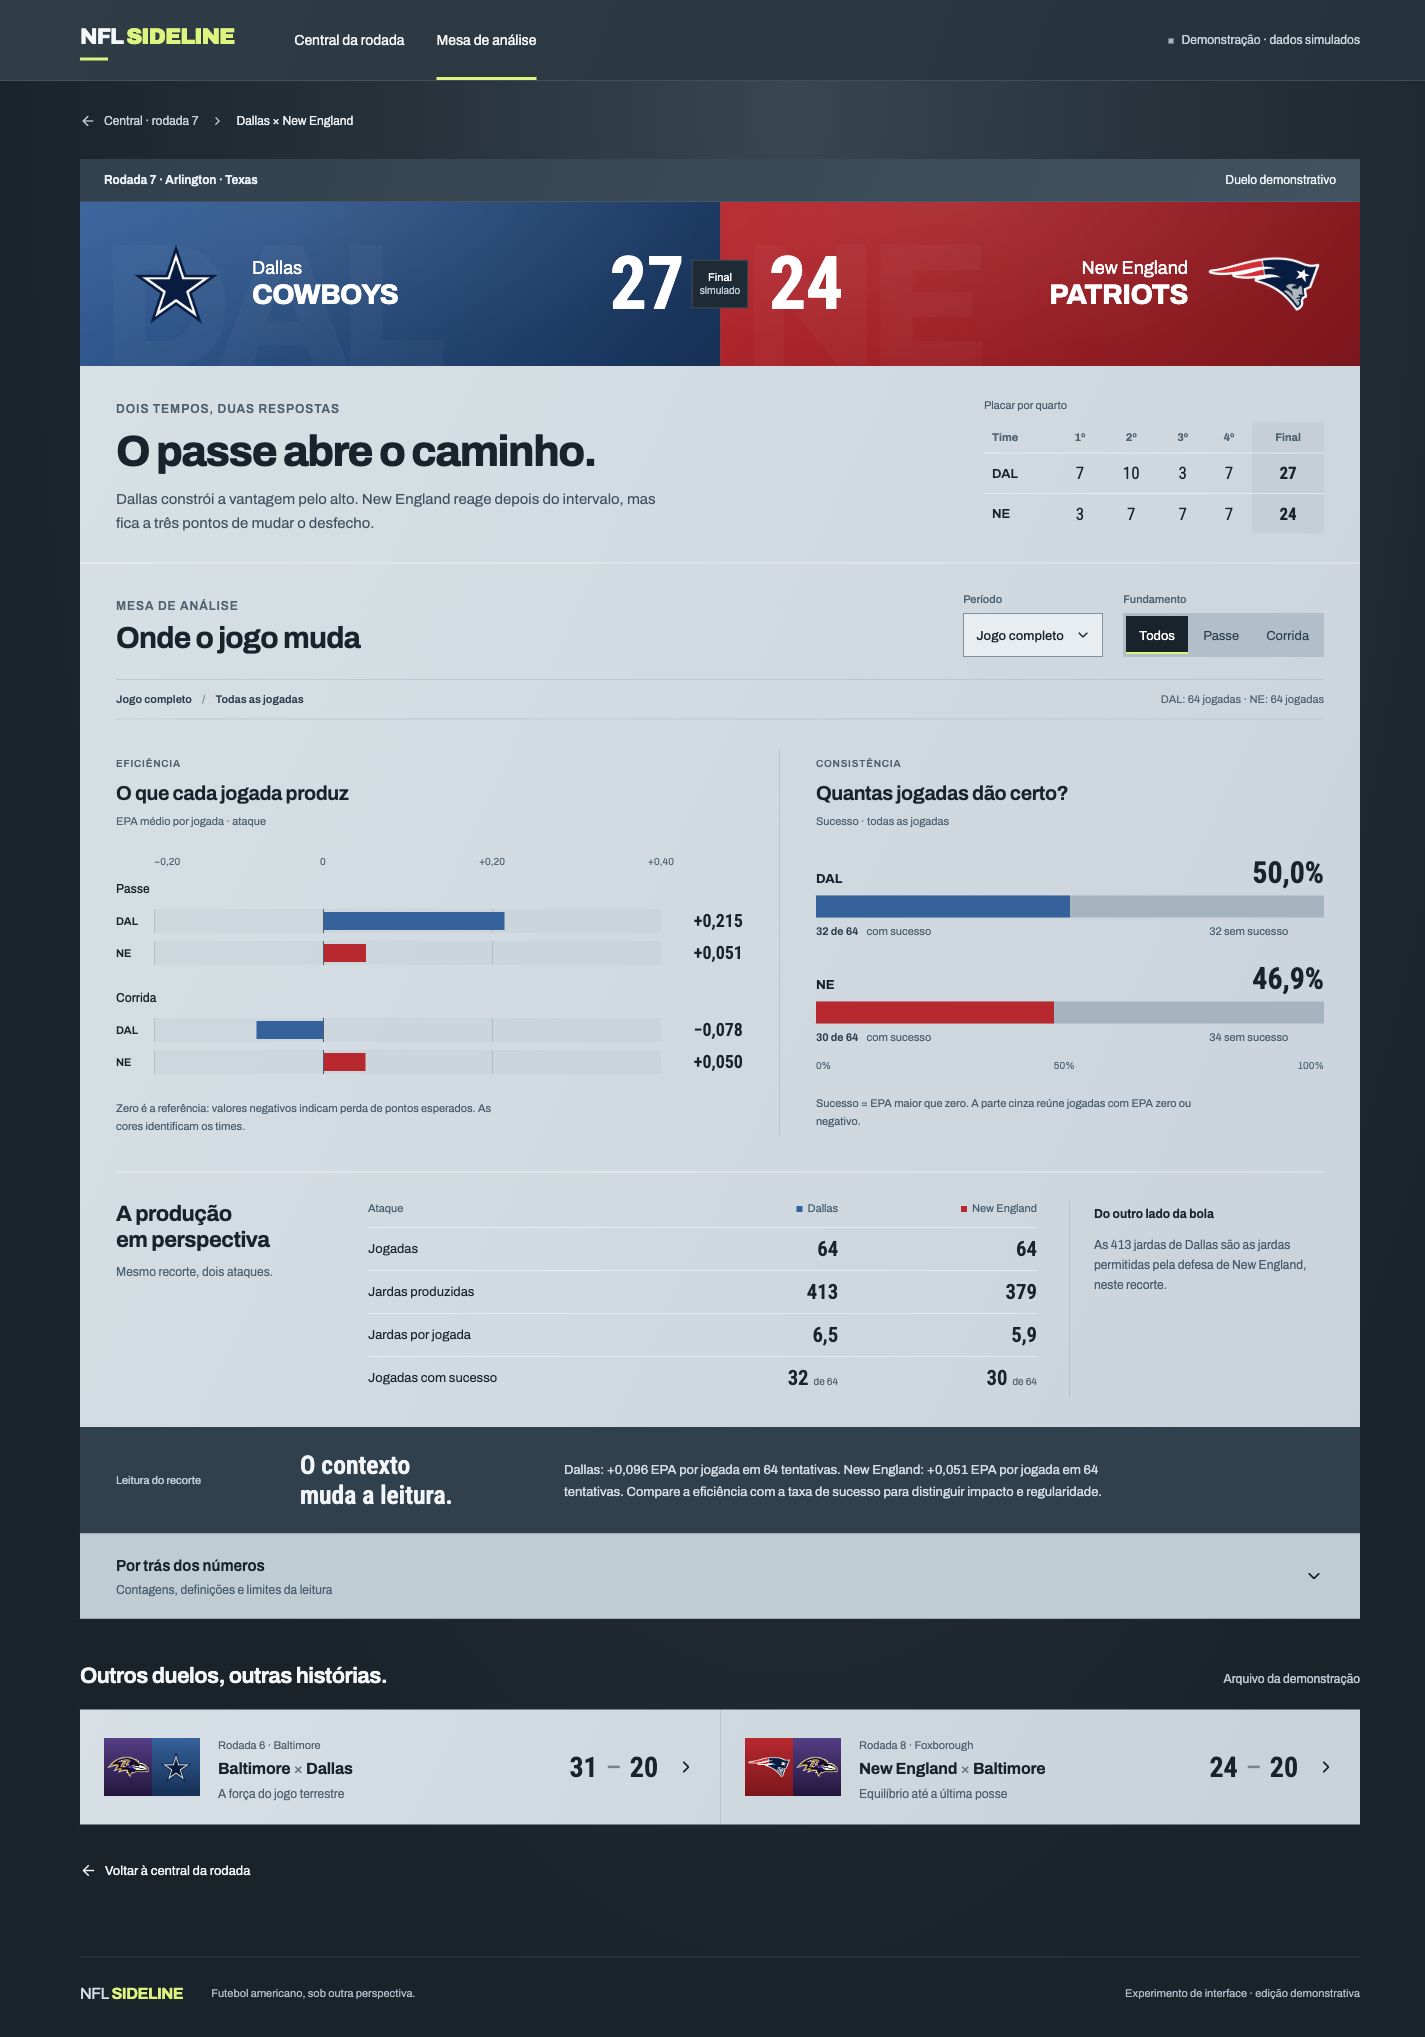 NFL SIDELINE
Central da rodada
Mesa de análise
Demonstração · dados simulados
Central · rodada 7
Dallas × New England
Rodada 7 · Arlington · Texas
Duelo demonstrativo
DAL
Dallas
COWBOYS
27
Final
simulado
24
NE
New England
PATRIOTS
DOIS TEMPOS, DUAS RESPOSTAS
O passe abre o caminho.
Dallas constrói a vantagem pelo alto. New England reage depois do intervalo, mas
fica a três pontos de mudar o desfecho.
Placar por quarto
Time 1º 2º 3º 4º Final
DAL 7 10 3 7 27
NE 3 7 7 7 24
MESA DE ANÁLISE
Onde o jogo muda
Período
Jogo completo
Fundamento
Todos Passe Corrida
Jogo completo / Todas as jogadas
DAL: 64 jogadas · NE: 64 jogadas
EFICIÊNCIA
O que cada jogada produz
EPA médio por jogada · ataque
−0,20 0 +0,20 +0,40
Passe
DAL +0,215
NE +0,051
Corrida
DAL −0,078
NE +0,050
Zero é a referência: valores negativos indicam perda de pontos esperados. As
cores identificam os times.
CONSISTÊNCIA
Quantas jogadas dão certo?
Sucesso · todas as jogadas
DAL 50,0%
32 de 64 com sucesso 32 sem sucesso
NE 46,9%
30 de 64 com sucesso 34 sem sucesso
0% 50% 100%
Sucesso = EPA maior que zero. A parte cinza reúne jogadas com EPA zero ou
negativo.
A produção
em perspectiva
Mesmo recorte, dois ataques.
Ataque Dallas New England
Jogadas 64 64
Jardas produzidas 413 379
Jardas por jogada 6,5 5,9
Jogadas com sucesso 32 de 64 30 de 64
Do outro lado da bola
As 413 jardas de Dallas são as jardas
permitidas pela defesa de New England,
neste recorte.
Leitura do recorte
O contexto
muda a leitura.
Dallas: +0,096 EPA por jogada em 64 tentativas. New England: +0,051 EPA por jogada em 64
tentativas. Compare a eficiência com a taxa de sucesso para distinguir impacto e regularidade.
Por trás dos números
Contagens, definições e limites da leitura
Outros duelos, outras histórias.
Arquivo da demonstração
Rodada 6 · Baltimore
Baltimore × Dallas
A força do jogo terrestre
31 – 20
Rodada 8 · Foxborough
New England × Baltimore
Equilíbrio até a última posse
24 – 20
Voltar à central da rodada
NFL SIDELINE
Futebol americano, sob outra perspectiva.
Experimento de interface · edição demonstrativa